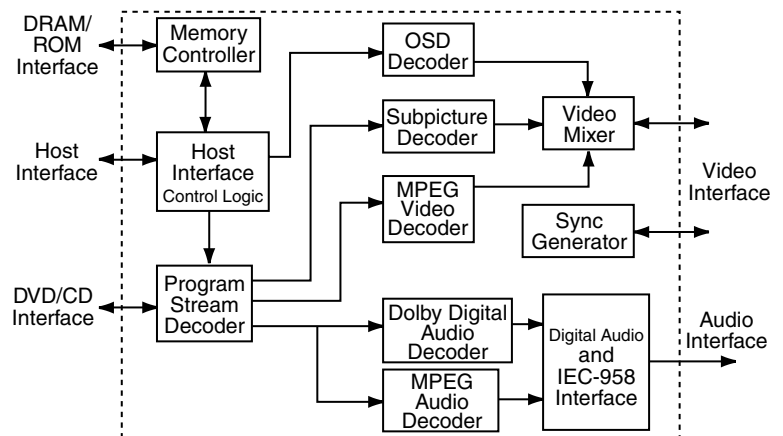 DRAM/
ROM
Interface
Memory
Controller
OSD
Decoder
Host
Interface
Host
Interface
Control Logic
Subpicture
Decoder
Video
Mixer
Video
Interface
MPEG
Video
Decoder
Sync
Generator
DVD/CD
Interface
Program
Stream
Decoder
Dolby Digital
Audio
Decoder
MPEG
Audio
Decoder
Digital Audio
and
IEC-958
Interface
Audio
Interface